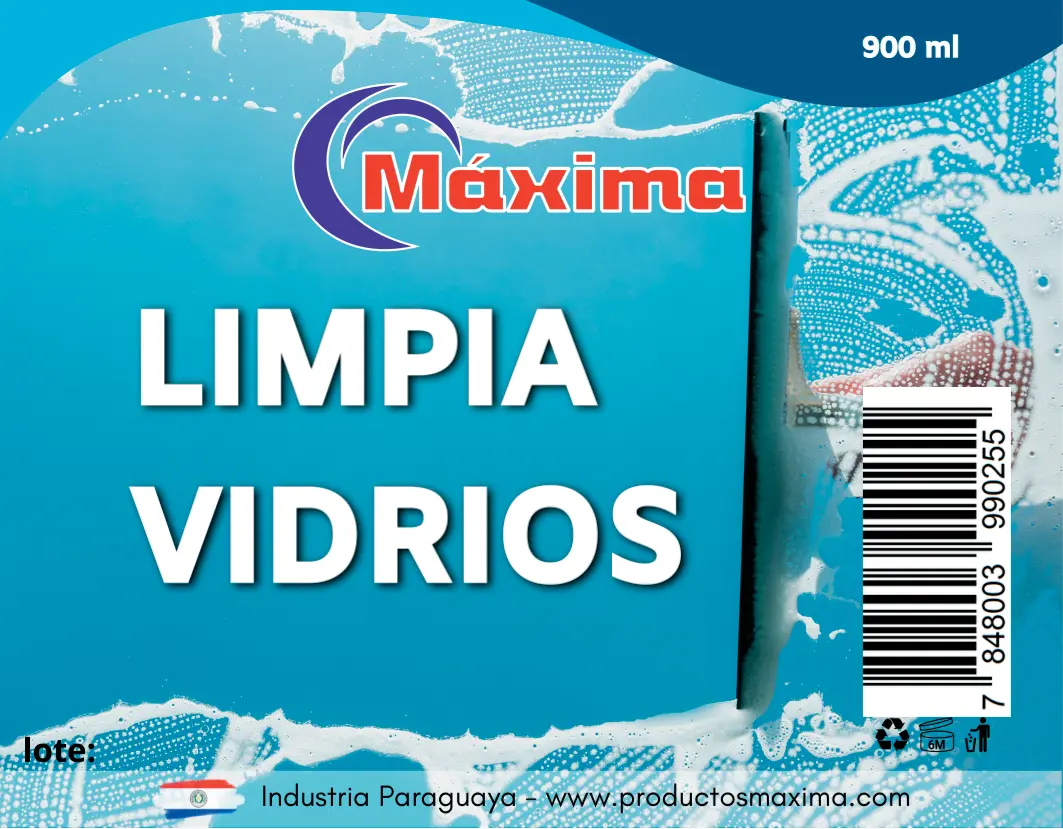 900 ml
Máxima
LIMPIA
VIDRIOS
7 848003 990255
6M
lote:
Industria Paraguaya - www.productosmaxima.com